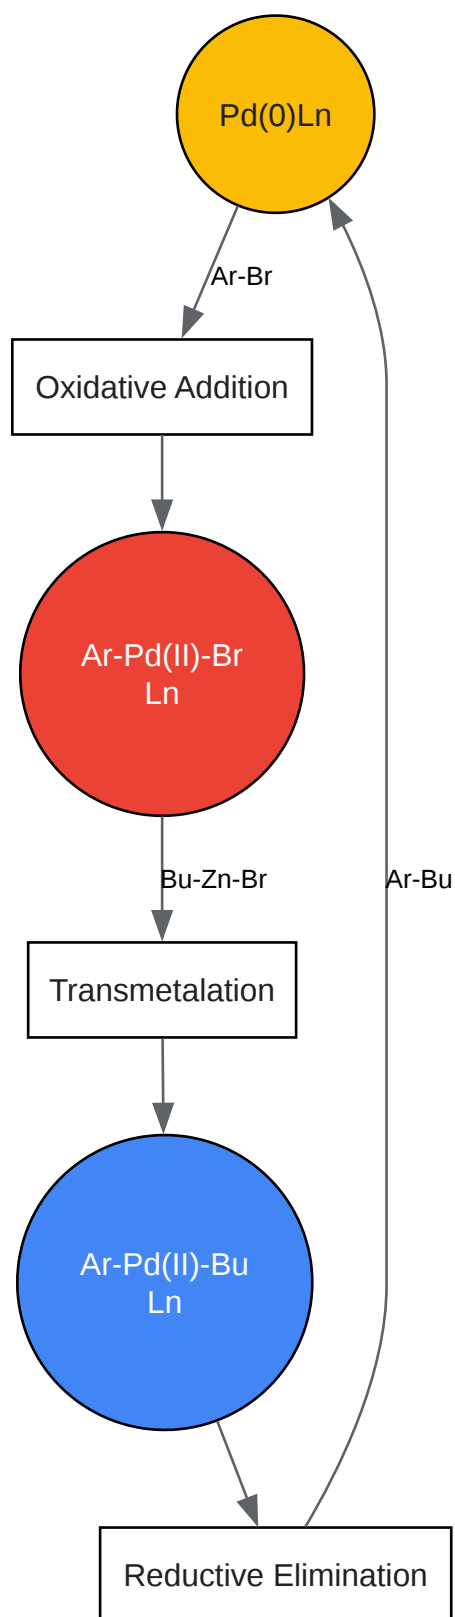 Pd(0)Ln
Ar-Br
Oxidative Addition
Ar-Pd(II)-Br
Ln
Bu-Zn-Br
Ar-Bu
Transmetalation
Ar-Pd(II)-Bu
Ln
Reductive Elimination